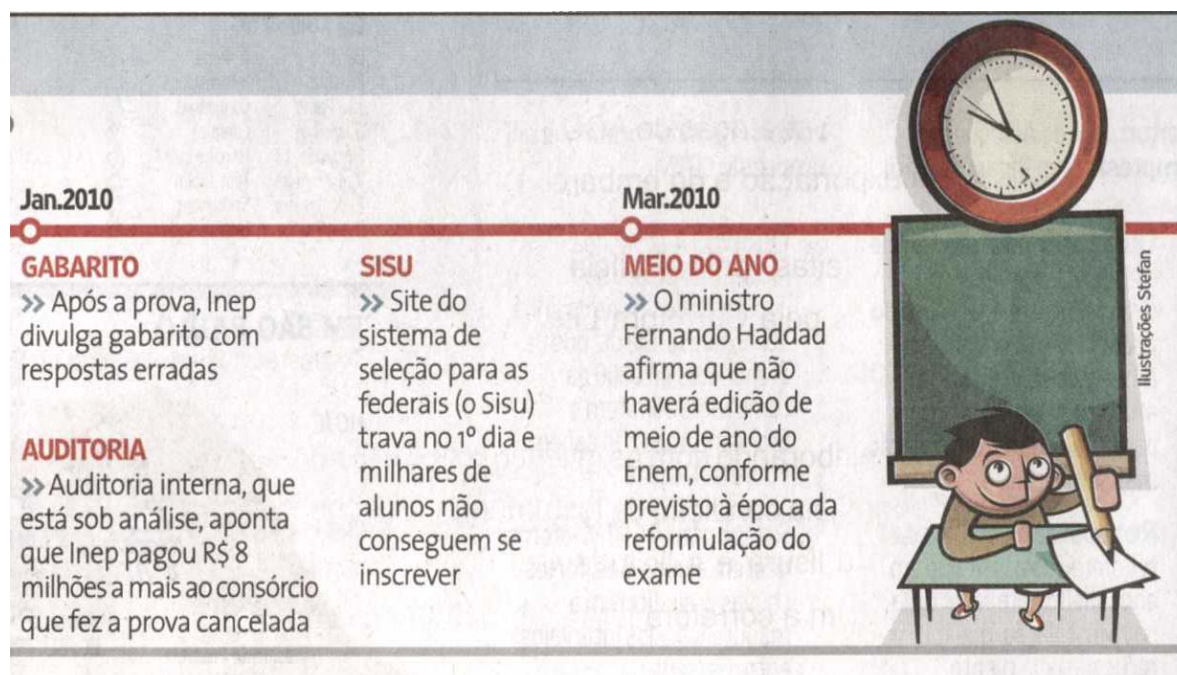 Jan.2010
GABARITO
>> Após a prova, Inep
divulga gabarito com
respostas erradas
AUDITORIA
>> Auditoria interna, que
está sob análise, aponta
que Inep pagou R$ 8
milhões a mais ao consórcio
que fez a prova cancelada
SISU
>> Site do
sistema de
seleção para as
federais (o Sisu)
trava no 1º dia e
milhares de
alunos não
conseguem se
inscrever
Mar.2010
MEIO DO ANO
>> O ministro
Fernando Haddad
afirma que não
haverá edição de
meio de ano do
Enem, conforme
previsto à época da
reformulação do
exame
Ilustrações Stefan